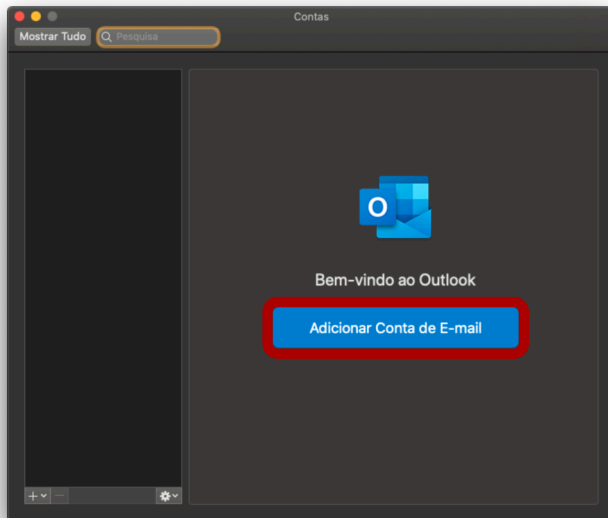 Contas
Mostrar Tudo
Pesquisa
O
Bem-vindo ao Outlook
Adicionar Conta de E-mail